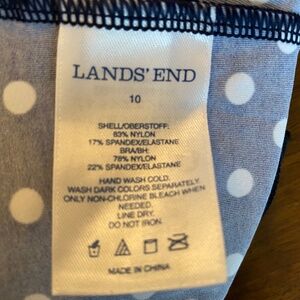 LANDS' END
10
SHELL/OBERSTOFF:
83% NYLON
17% SPANDEX/ELASTANE
BRA/BH:
78% NYLON
22% SPANDEX/ELASTANE
HAND WASH COLD.
WASH DARK COLORS SEPARATELY.
ONLY NON-CHLORINE BLEACH WHEN
NEEDED.
LINE DRY.
DO NOT IRON.
MADE IN CHINA